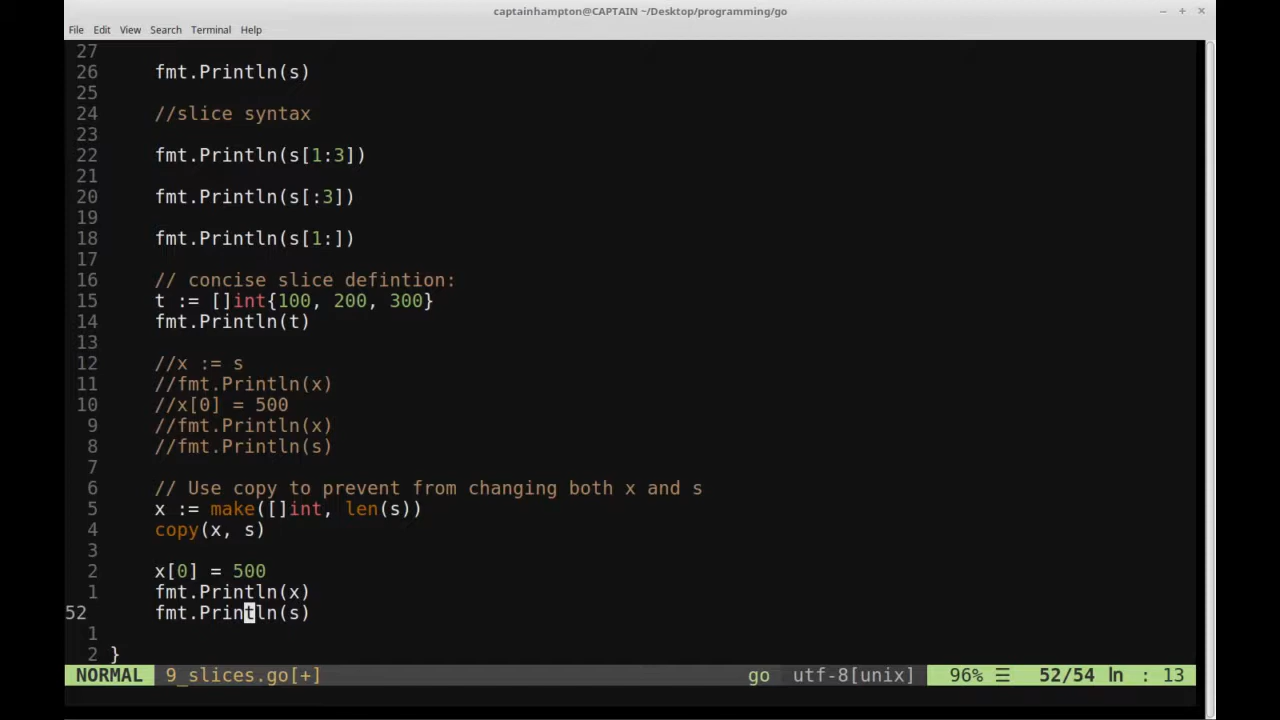 captainhampton@CAPTAIN ~/Desktop/programming/go
File Edit View Search Terminal Help
27
26 fmt.Println(s)
25
24 //slice syntax
23
22 fmt.Println(s[1:3])
21
20 fmt.Println(s[:3])
19
18 fmt.Println(s[1:])
17
16 // concise slice defintion:
15 t := []int{100, 200, 300}
14 fmt.Println(t)
13
12 //x := s
11 //fmt.Println(x)
10 //x[0] = 500
9 //fmt.Println(x)
8 //fmt.Println(s)
7
6 // Use copy to prevent from changing both x and s
5 x := make([]int, len(s))
4 copy(x, s)
3
2 x[0] = 500
1 fmt.Println(x)
52 fmt.Println(s)
1
2 }
NORMAL 9_slices.go[+] go utf-8[unix] 96% ☰ 52/54 ln : 13